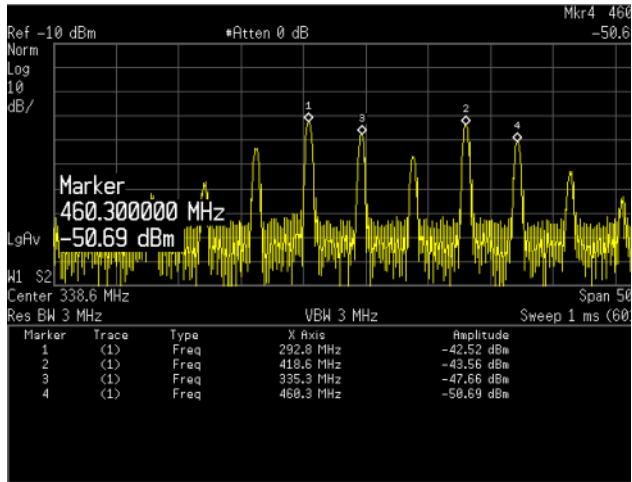 Mkr4 460
Ref -10 dBm #Atten 0 dB -50.6
Norm
Log
10
dB/
1
3
2
4
Marker
460.300000 MHz
-50.69 dBm
LgAv
W1 S2
Center 338.6 MHz Span 50
Res BW 3 MHz VBW 3 MHz Sweep 1 ms (601
Marker Trace Type X Axis Amplitude
1 (1) Freq 292.8 MHz -42.52 dBm
2 (1) Freq 418.6 MHz -43.56 dBm
3 (1) Freq 335.3 MHz -47.66 dBm
4 (1) Freq 460.3 MHz -50.69 dBm